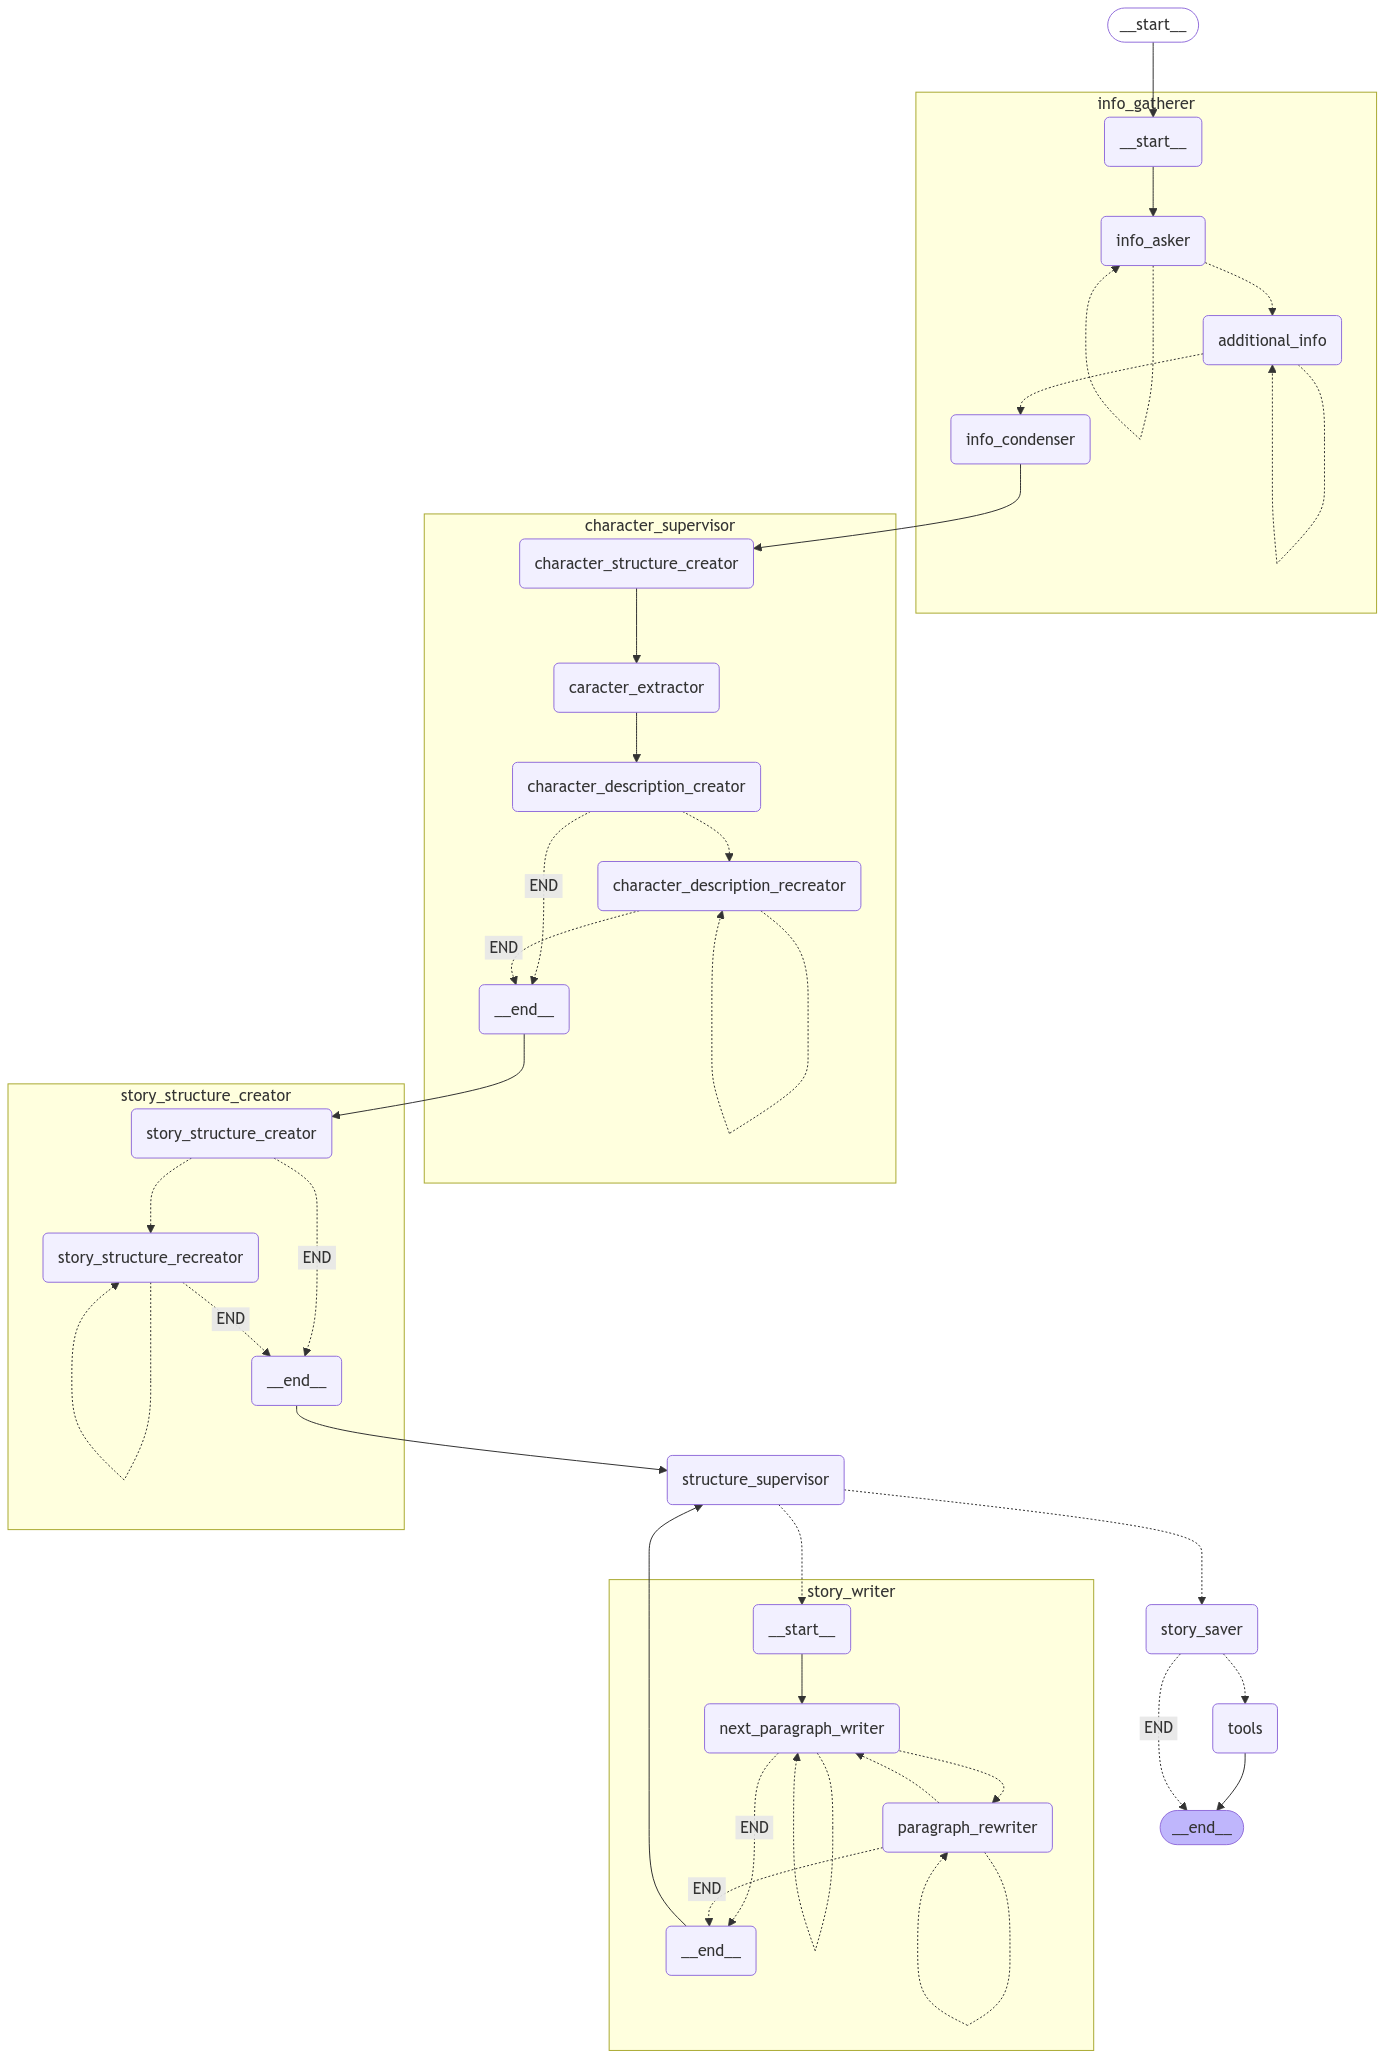 __start__
info_gatherer
__start__
info_asker
additional_info
info_condenser
character_supervisor
character_structure_creator
caracter_extractor
character_description_creator
END
character_description_recreator
END
__end__
story_structure_creator
story_structure_creator
story_structure_recreator
END
END
__end__
structure_supervisor
story_writer
__start__
story_saver
next_paragraph_writer
END
tools
END
paragraph_rewriter
__end__
END
__end__